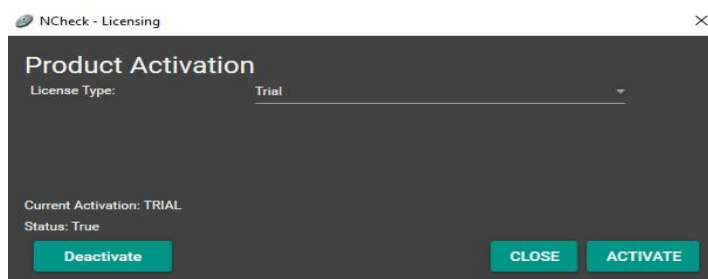 NCheck - Licensing
Product Activation
License Type: Trial
Current Activation: TRIAL
Status: True
Deactivate CLOSE ACTIVATE